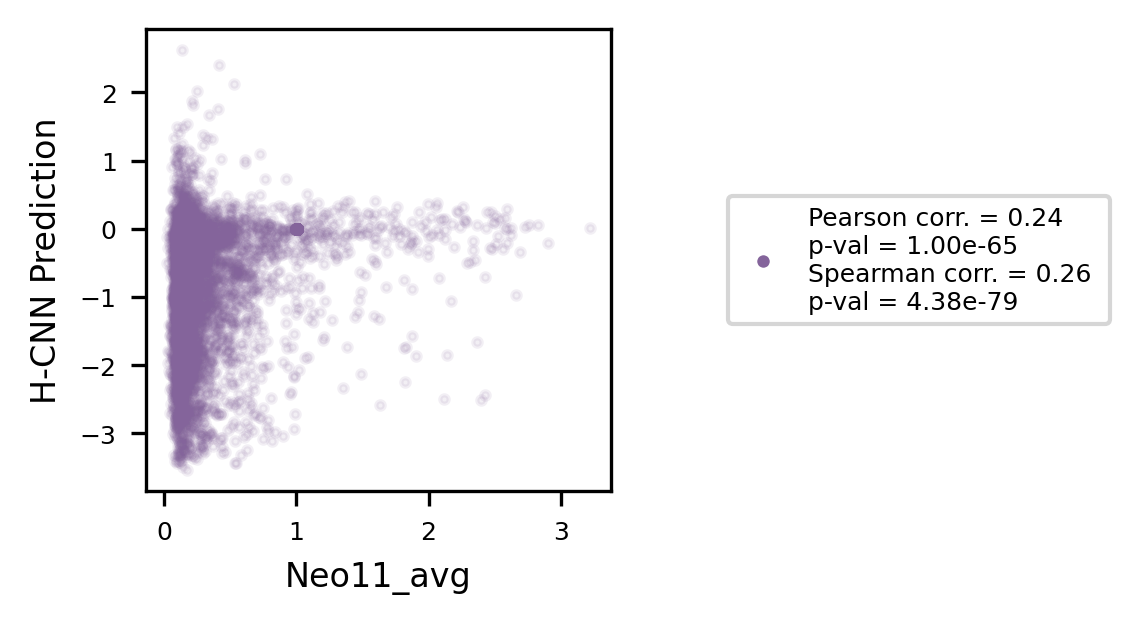 H-CNN Prediction
2
1
0
−1
−2
−3
0 1 2 3
Neo11_avg
Pearson corr. = 0.24
p-val = 1.00e-65
Spearman corr. = 0.26
p-val = 4.38e-79